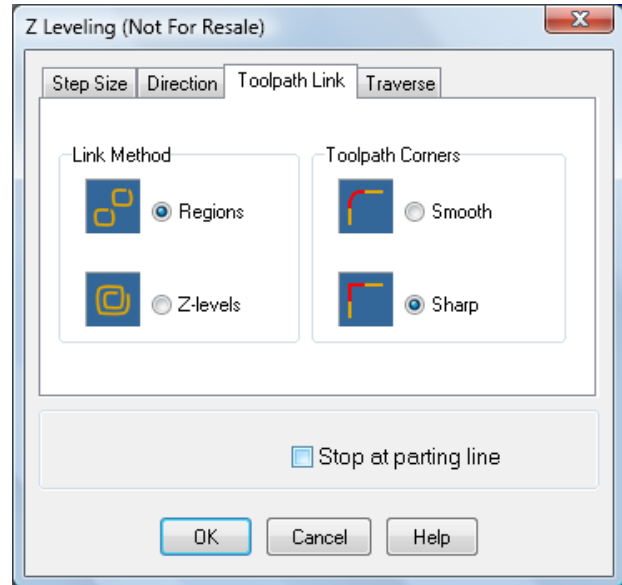 Z Leveling (Not For Resale)
Step Size Direction Toolpath Link Traverse
Link Method
Toolpath Corners
Regions
Smooth
Z-levels
Sharp
Stop at parting line
OK Cancel Help